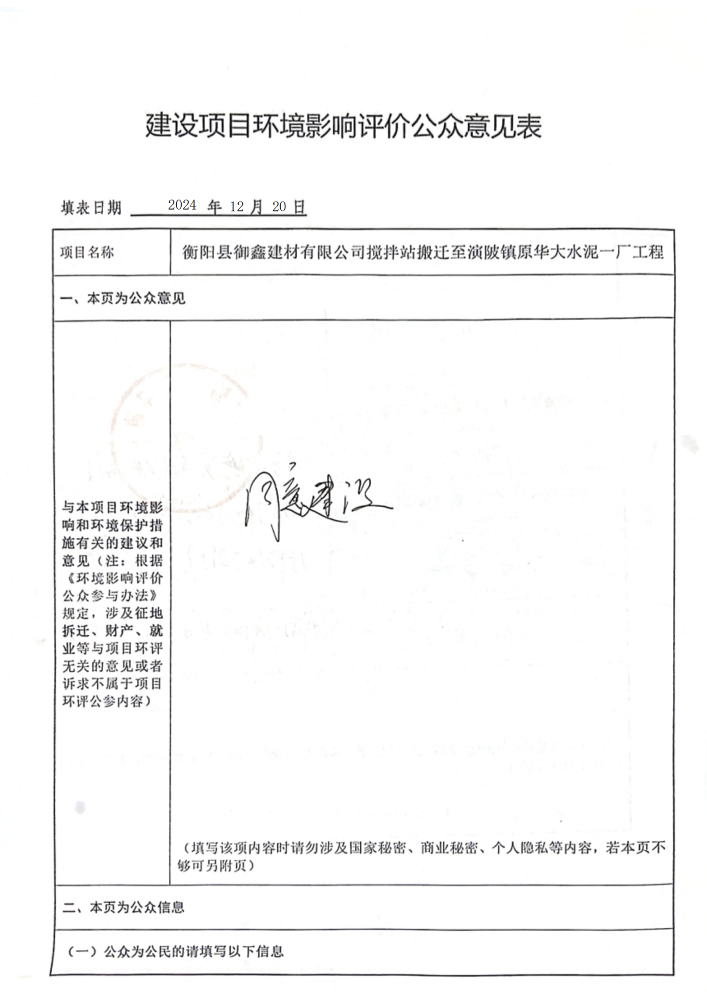 建设项目环境影响评价公众意见表
填表日期 2024 年 12 月 20 日
项目名称 衡阳县御鑫建材有限公司搅拌站搬迁至演陂镇原华大水泥一厂工程
一、本页为公众意见
与本项目环境影
响和环境保护措
施有关的建议和
意见（注：根据
《环境影响评价
公众参与办法》
规定，涉及征地
拆迁、财产、就
业等与项目环评
无关的意见或者
诉求不属于项目
环评公参内容）
同意建设
（填写该项内容时请勿涉及国家秘密、商业秘密、个人隐私等内容，若本页不
够可另附页）
二、本页为公众信息
（一）公众为公民的请填写以下信息